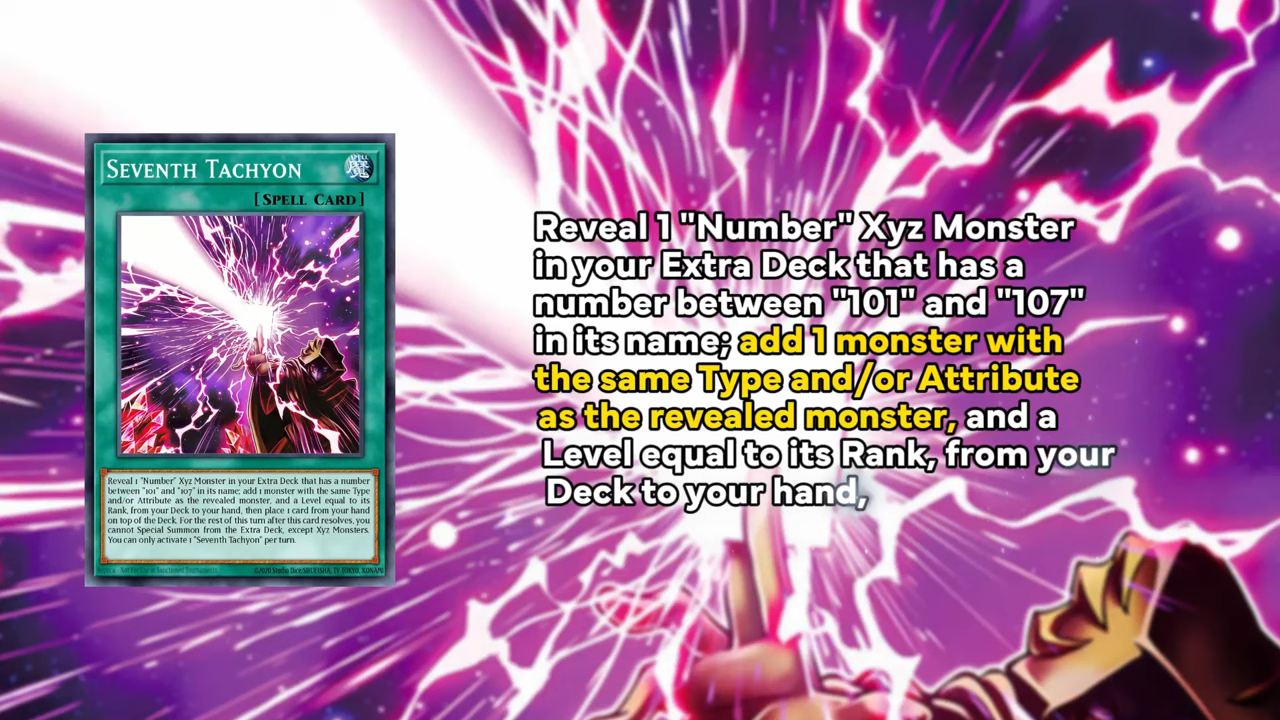 SEVENTH TACHYON
[SPELL CARD]
Reveal 1 "Number" Xyz Monster in your Extra Deck that has a number
between "101" and "107" in its name; add 1 monster with the same Type
and/or Attribute as the revealed monster, and a Level equal to its
Rank, from your Deck to your hand, then place 1 card from your hand
on top of the Deck. For the rest of this turn after this card resolves, you
cannot Special Summon from the Extra Deck, except Xyz Monsters.
You can only activate 1 "Seventh Tachyon" per turn.
©2020 Studio Dice/SHUEISHA, TV TOKYO, KONAMI
Reveal 1 "Number" Xyz Monster
in your Extra Deck that has a
number between "101" and "107"
in its name; add 1 monster with
the same Type and/or Attribute
as the revealed monster, and a
Level equal to its Rank, from your
Deck to your hand,